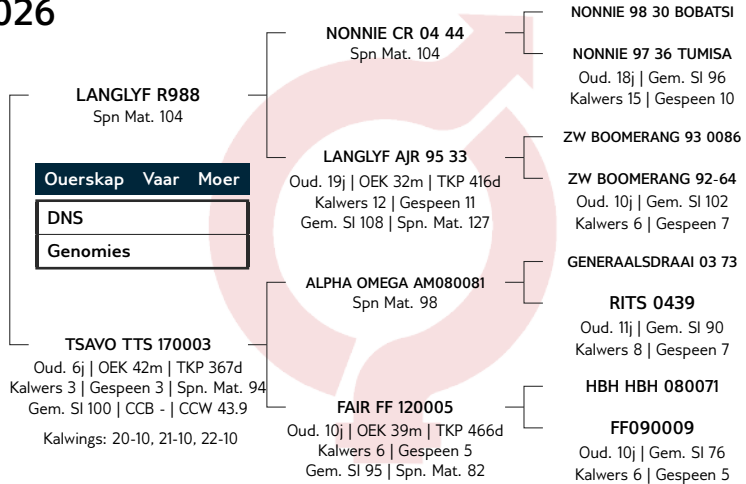 026
LANGLYF R988
Spn Mat. 104
Ouerskap Vaar Moer
DNS
Genomies
TSAVO TTS 170003
Oud. 6j | OEK 42m | TKP 367d
Kalwers 3 | Gespeen 3 | Spn. Mat. 94
Gem. SI 100 | CCB - | CCW 43.9
Kalwings: 20-10, 21-10, 22-10
NONNIE CR 04 44
Spn Mat. 104
LANGLYF AJR 95 33
Oud. 19j | OEK 32m | TKP 416d
Kalwers 12 | Gespeen 11
Gem. SI 108 | Spn. Mat. 127
ALPHA OMEGA AM080081
Spn Mat. 98
FAIR FF 120005
Oud. 10j | OEK 39m | TKP 466d
Kalwers 6 | Gespeen 5
Gem. SI 95 | Spn. Mat. 82
NONNIE 98 30 BOBATSI
NONNIE 97 36 TUMISA
Oud. 18j | Gem. SI 96
Kalwers 15 | Gespeen 10
ZW BOOMERANG 93 0086
ZW BOOMERANG 92-64
Oud. 10j | Gem. SI 102
Kalwers 6 | Gespeen 7
GENERAALSDRAAI 03 73
RITS 0439
Oud. 11j | Gem. SI 90
Kalwers 8 | Gespeen 7
HBH HBH 080071
FF090009
Oud. 10j | Gem. SI 76
Kalwers 6 | Gespeen 5